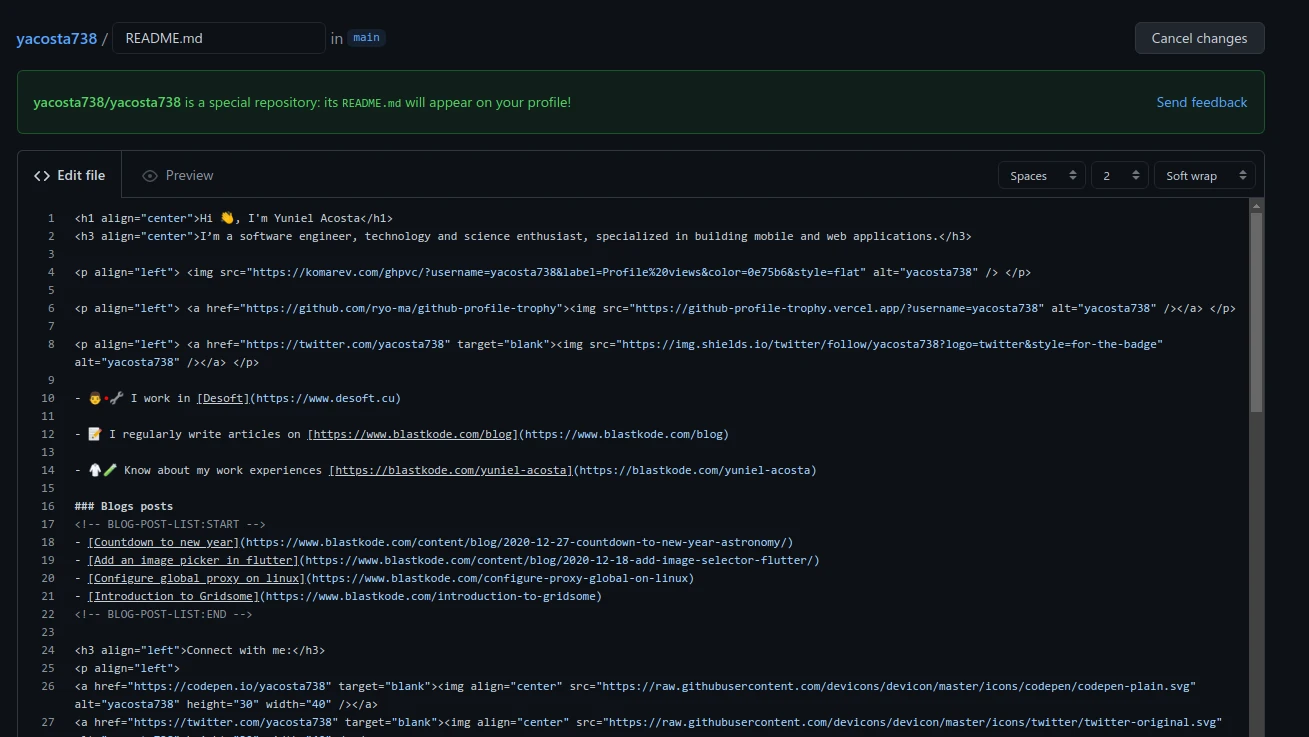 yacosta738 / README.md in main Cancel changes
yacosta738/yacosta738 is a special repository: its README.md will appear on your profile! Send feedback
<> Edit file Preview Spaces 2 Soft wrap
1 <h1 align="center">Hi 👋, I'm Yuniel Acosta</h1>
2 <h3 align="center">I’m a software engineer, technology and science enthusiast, specialized in building mobile and web applications.</h3>
3
4 <p align="left"> <img src="https://komarev.com/ghpvc/?username=yacosta738&label=Profile%20views&color=0e75b6&style=flat" alt="yacosta738" /> </p>
5
6 <p align="left"> <a href="https://github.com/ryo-ma/github-profile-trophy"><img src="https://github-profile-trophy.vercel.app/?username=yacosta738" alt="yacosta738" /></a> </p>
7
8 <p align="left"> <a href="https://twitter.com/yacosta738" target="blank"><img src="https://img.shields.io/twitter/follow/yacosta738?logo=twitter&style=for-the-badge"
alt="yacosta738" /></a> </p>
9
10 - 👨•🔧 I work in [Desoft](https://www.desoft.cu)
11
12 - 📝 I regularly write articles on [https://www.blastkode.com/blog](https://www.blastkode.com/blog)
13
14 - 🥼🧪 Know about my work experiences [https://blastkode.com/yuniel-acosta](https://blastkode.com/yuniel-acosta)
15
16 ### Blogs posts
17 <!-- BLOG-POST-LIST:START -->
18 - [Countdown to new year](https://www.blastkode.com/content/blog/2020-12-27-countdown-to-new-year-astronomy/)
19 - [Add an image picker in flutter](https://www.blastkode.com/content/blog/2020-12-18-add-image-selector-flutter/)
20 - [Configure global proxy on linux](https://www.blastkode.com/configure-proxy-global-on-linux)
21 - [Introduction to Gridsome](https://www.blastkode.com/introduction-to-gridsome)
22 <!-- BLOG-POST-LIST:END -->
23
24 <h3 align="left">Connect with me:</h3>
25 <p align="left">
26 <a href="https://codepen.io/yacosta738" target="blank"><img align="center" src="https://raw.githubusercontent.com/devicons/devicon/master/icons/codepen/codepen-plain.svg"
alt="yacosta738" height="30" width="40" /></a>
27 <a href="https://twitter.com/yacosta738" target="blank"><img align="center" src="https://raw.githubusercontent.com/devicons/devicon/master/icons/twitter/twitter-original.svg"